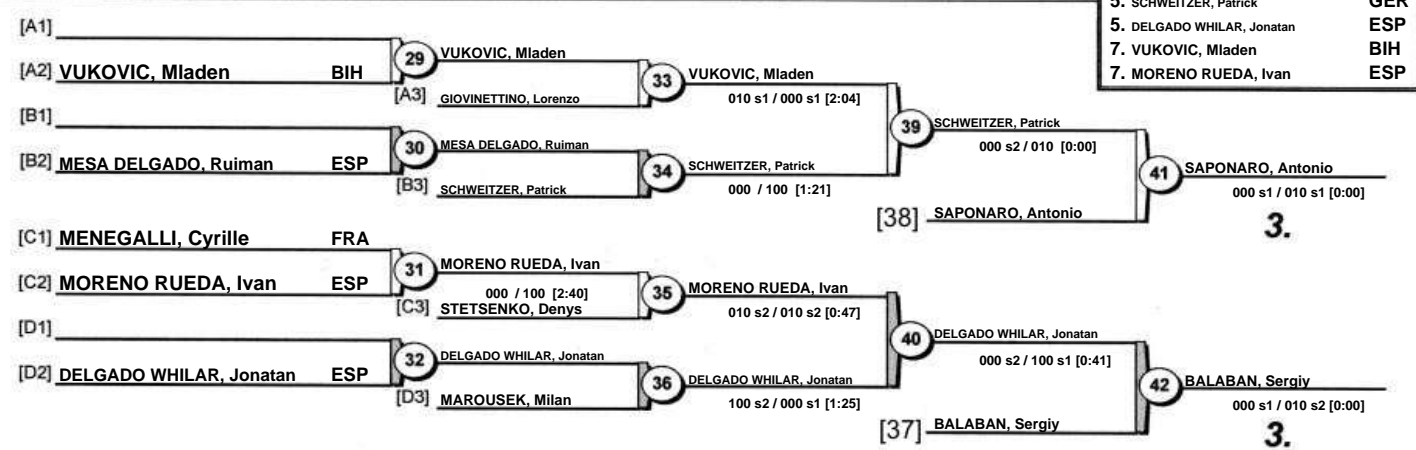 5. SCHWEITZER, Patrick GER
5. DELGADO WHILAR, Jonatan ESP
7. VUKOVIC, Mladen BIH
7. MORENO RUEDA, Ivan ESP
[A1]
[A2] VUKOVIC, Mladen BIH
29
VUKOVIC, Mladen
[A3] GIOVINETTINO, Lorenzo
33
VUKOVIC, Mladen
010 s1 / 000 s1 [2:04]
[B1]
[B2] MESA DELGADO, Ruiman ESP
30
MESA DELGADO, Ruiman
[B3] SCHWEITZER, Patrick
34
SCHWEITZER, Patrick
000 / 100 [1:21]
39
SCHWEITZER, Patrick
000 s2 / 010 [0:00]
[38] SAPONARO, Antonio
41
SAPONARO, Antonio
000 s1 / 010 s1 [0:00]
3.
[C1] MENEGALLI, Cyrille FRA
[C2] MORENO RUEDA, Ivan ESP
31
MORENO RUEDA, Ivan
000 / 100 [2:40]
[C3] STETSENKO, Denys
35
MORENO RUEDA, Ivan
010 s2 / 010 s2 [0:47]
[D1]
[D2] DELGADO WHILAR, Jonatan ESP
32
DELGADO WHILAR, Jonatan
[D3] MAROUSEK, Milan
36
DELGADO WHILAR, Jonatan
100 s2 / 000 s1 [1:25]
40
DELGADO WHILAR, Jonatan
000 s2 / 100 s1 [0:41]
[37] BALABAN, Sergiy
42
BALABAN, Sergiy
000 s1 / 010 s2 [0:00]
3.